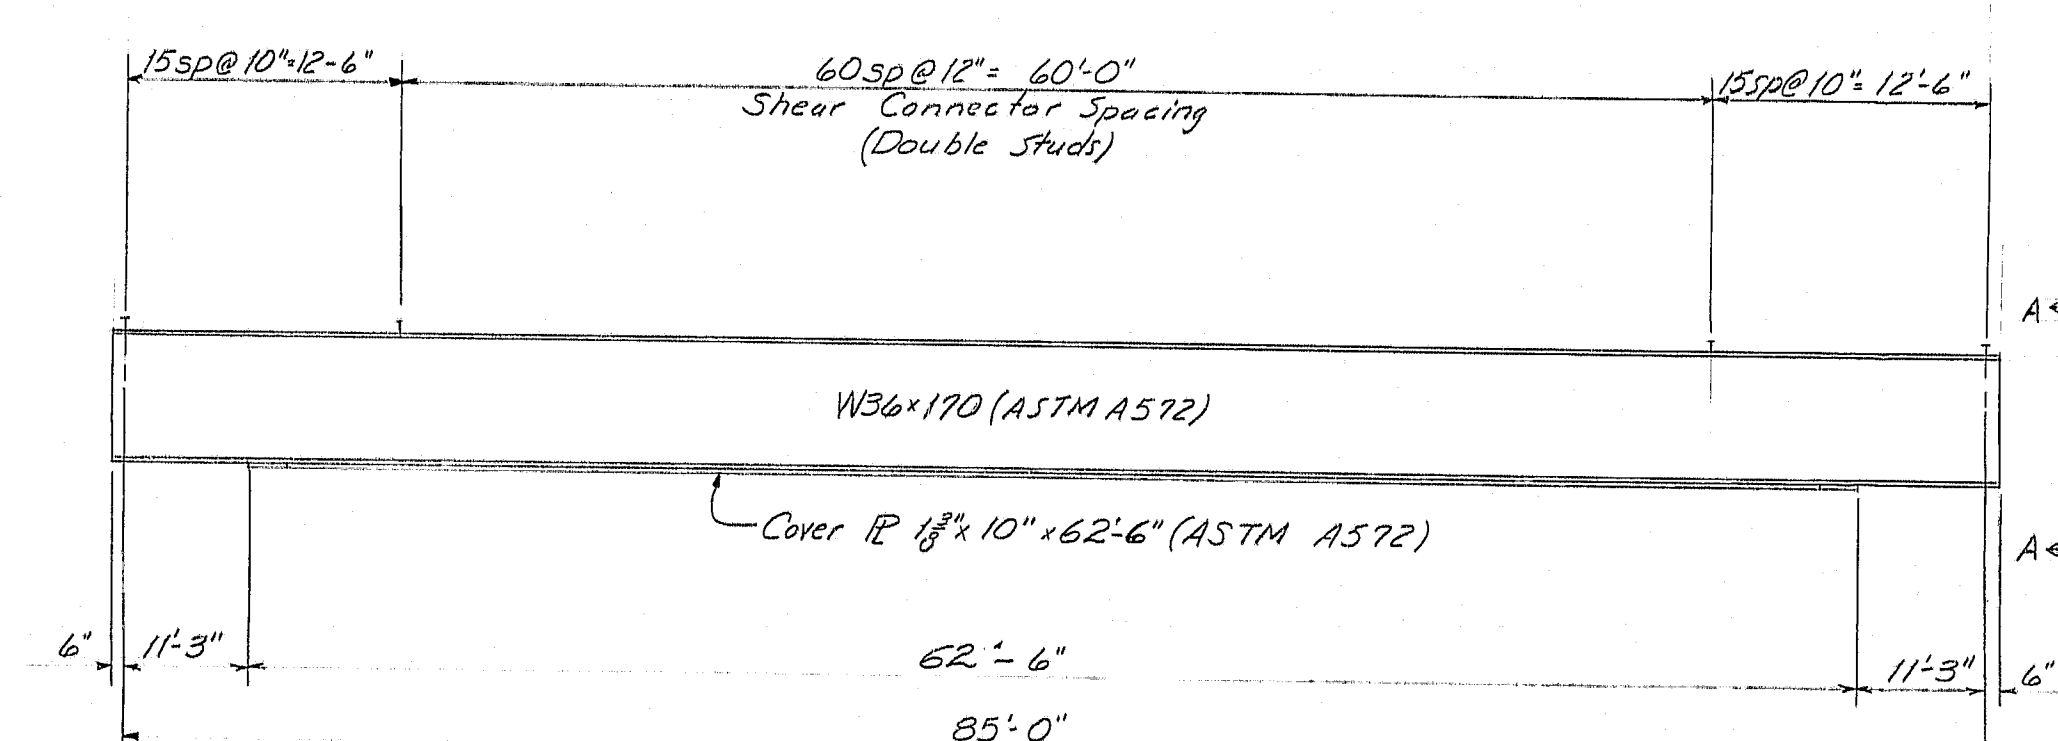 15sp@10"=12-6"
60sp@12"= 60'-0"
15sp@10"= 12'-6"
Shear Connector Spacing
(Double Studs)
A
W36x170 (ASTM A572)
Cover PL 1 3/8" x 10" x 62'-6" (ASTM A572)
A
6"
11'-3"
62'-6"
11'-3"
6"
85'-0"